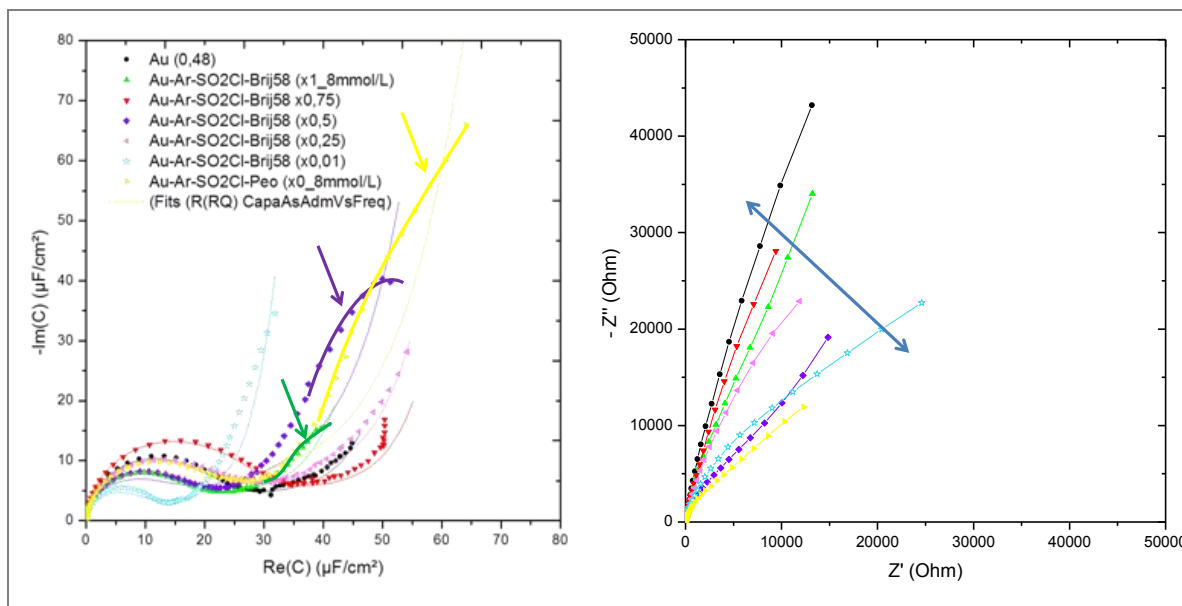 80
70
60
50
40
30
20
10
0
-Im(C) (µF/cm²)
Au (0,48)
Au-Ar-SO2Cl-Brij58 (x1_8mmol/L)
Au-Ar-SO2Cl-Brij58 x0,75)
Au-Ar-SO2Cl-Brij58 (x0,5)
Au-Ar-SO2Cl-Brij58 (x0,25)
Au-Ar-SO2Cl-Brij58 (x0,01)
Au-Ar-SO2Cl-Peo (x0_8mmol/L)
(Fits (R(RQ) CapaAsAdmVsFreq)
0 10 20 30 40 50 60 70 80
Re(C) (µF/cm²)
50000
40000
30000
20000
10000
0
- Z'' (Ohm)
0 10000 20000 30000 40000 50000
Z' (Ohm)